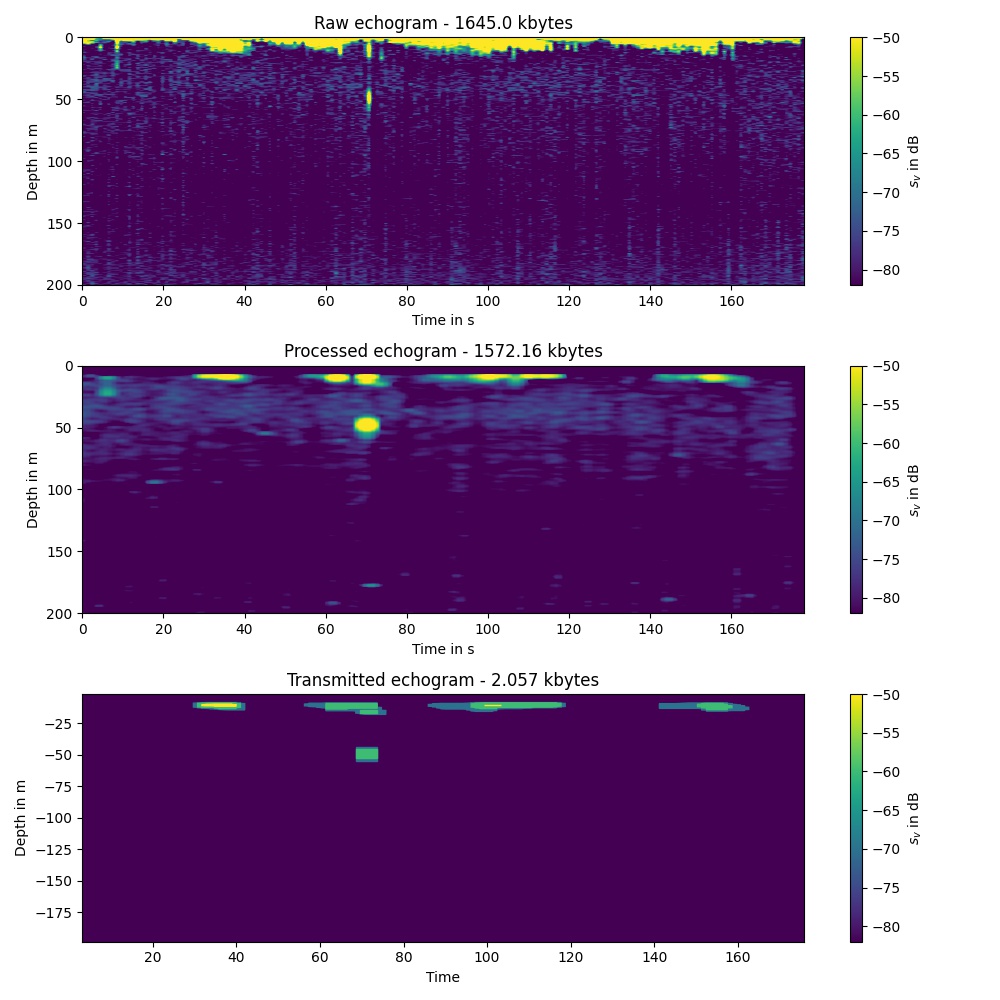 Raw echogram - 1645.0 kbytes
0
50
100
150
200
Depth in m
0 20 40 60 80 100 120 140 160
Time in s
−50
−55
−60
−65
−70
−75
−80
sv in dB
Processed echogram - 1572.16 kbytes
0
50
100
150
200
Depth in m
0 20 40 60 80 100 120 140 160
Time in s
−50
−55
−60
−65
−70
−75
−80
sv in dB
Transmitted echogram - 2.057 kbytes
−25
−50
−75
−100
−125
−150
−175
Depth in m
20 40 60 80 100 120 140 160
Time
−50
−55
−60
−65
−70
−75
−80
sv in dB